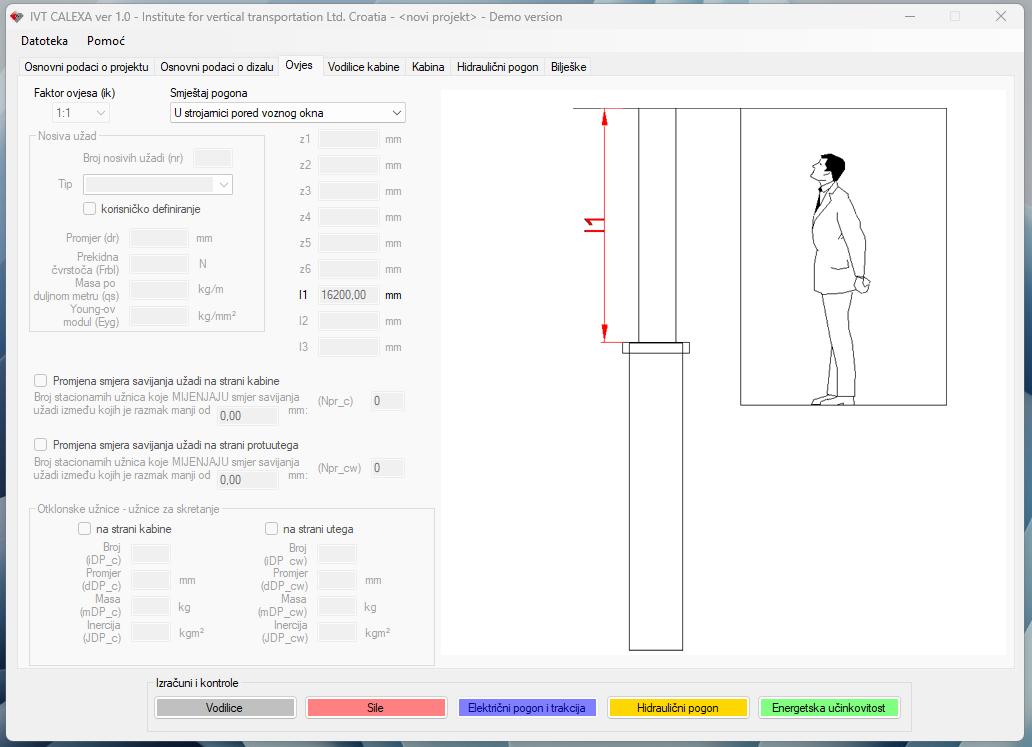 IVT CALEXA ver 1.0 - Institute for vertical transportation Ltd. Croatia - <novi projekt> - Demo version
Datoteka Pomoć
Osnovni podaci o projektu Osnovni podaci o dizalu Ovjes Vodilice kabine Kabina Hidraulični pogon Bilješke
Faktor ovjesa (ik) Smještaj pogona
1:1 U strojarnici pored voznog okna
Nosiva užad
Broj nosivih užadi (nr)
Tip
korisničko definiranje
Promjer (dr) mm
Prekidna
čvrstoća (Frbl) N
Masa po
duljnom metru (qs) kg/m
Young-ov
modul (Eyg) kg/mm²
z1 mm
z2 mm
z3 mm
z4 mm
z5 mm
z6 mm
l1 16200,00 mm
l2 mm
l3 mm
Promjena smjera savijanja užadi na strani kabine
Broj stacionarnih užnica koje MIJENJAJU smjer savijanja
užadi između kojih je razmak manji od 0,00 mm: (Npr_c) 0
Promjena smjera savijanja užadi na strani protuutega
Broj stacionarnih užnica koje MIJENJAJU smjer savijanja
užadi između kojih je razmak manji od 0,00 mm: (Npr_cw) 0
Otklonske užnice - užnice za skretanje
na strani kabine
Broj
(iDP_c)
Promjer
(dDP_c) mm
Masa
(mDP_c) kg
Inercija
(JDP_c) kgm²
na strani utega
Broj
(iDP_cw)
Promjer
(dDP_cw) mm
Masa
(mDP_cw) kg
Inercija
(JDP_cw) kgm²
l1
Izračuni i kontrole
Vodilice Sile Električni pogon i trakcija Hidraulični pogon Energetska učinkovitost